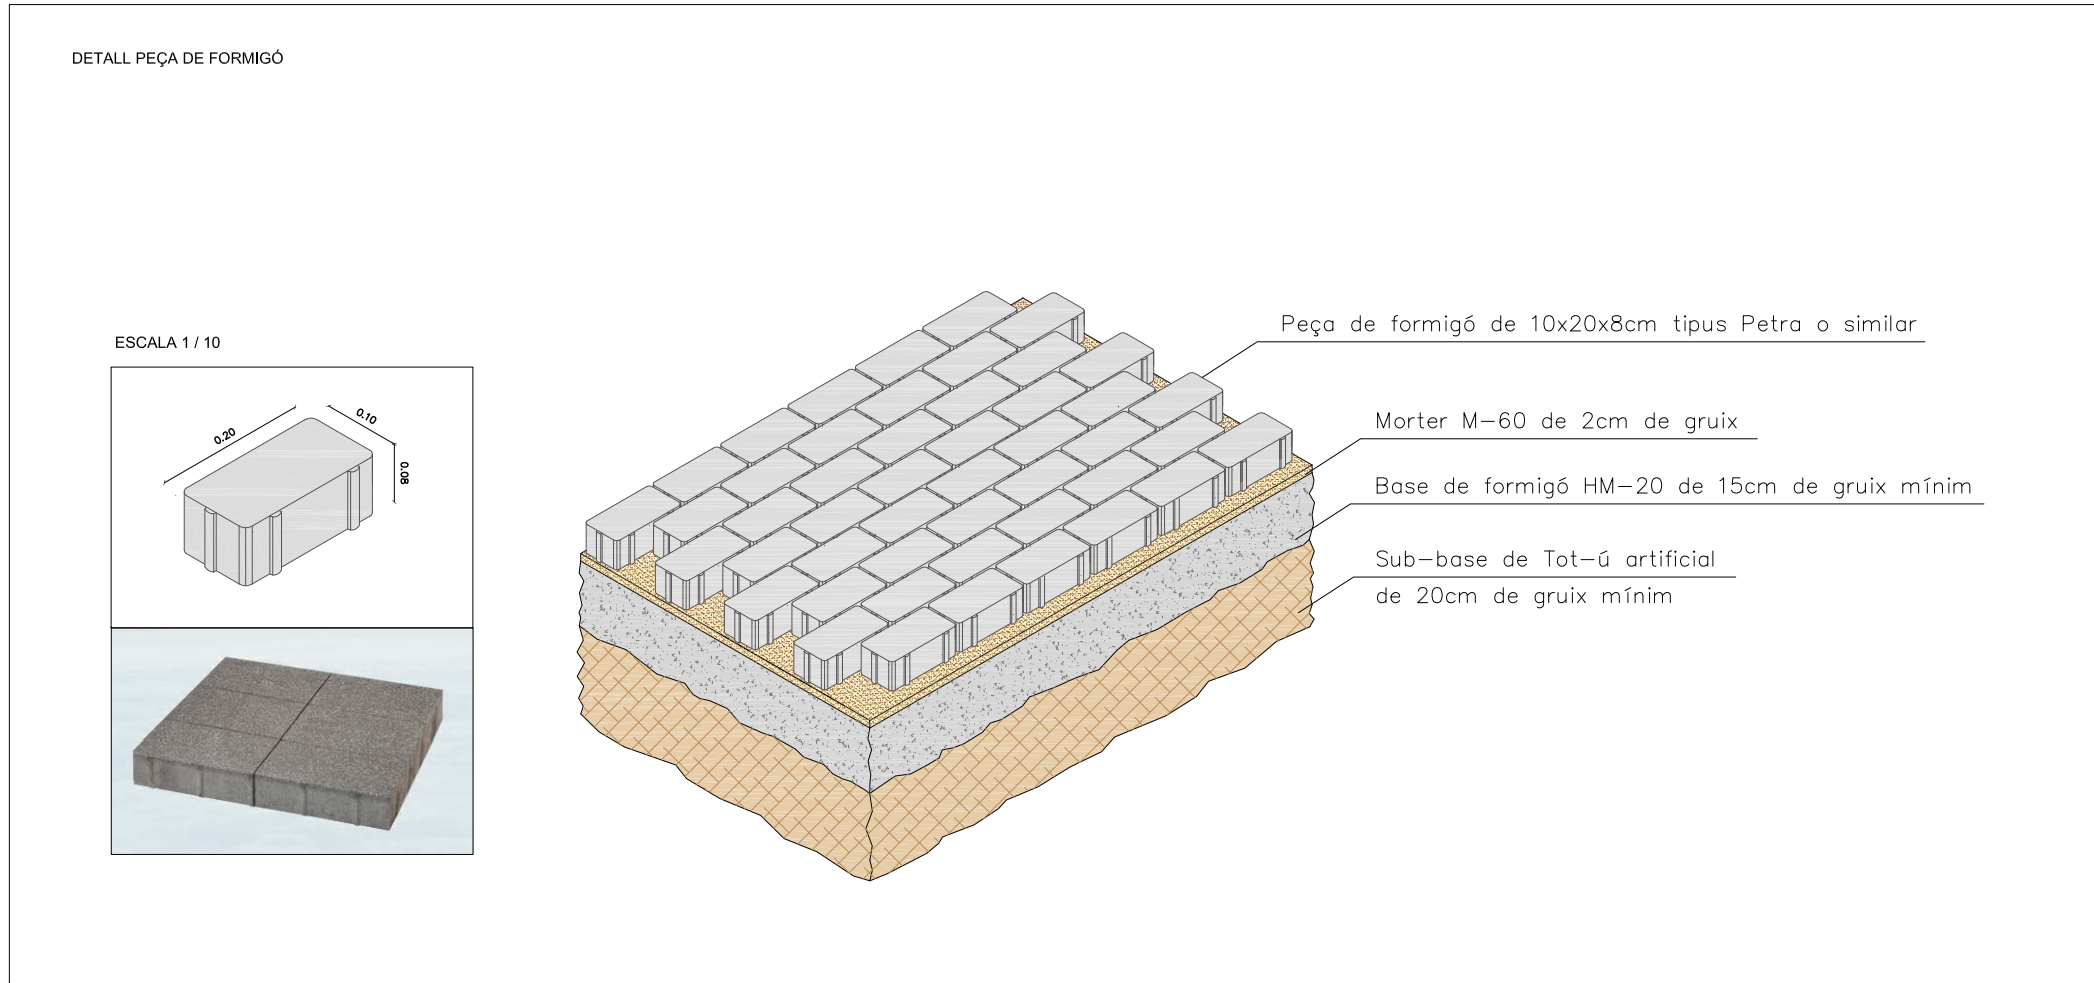 DETALL PEÇA DE FORMIGÓ
ESCALA 1 / 10
0.20
0.10
0.08
Peça de formigó de 10x20x8cm tipus Petra o similar
Morter M-60 de 2cm de gruix
Base de formigó HM-20 de 15cm de gruix mínim
Sub-base de Tot-ú artificial
de 20cm de gruix mínim